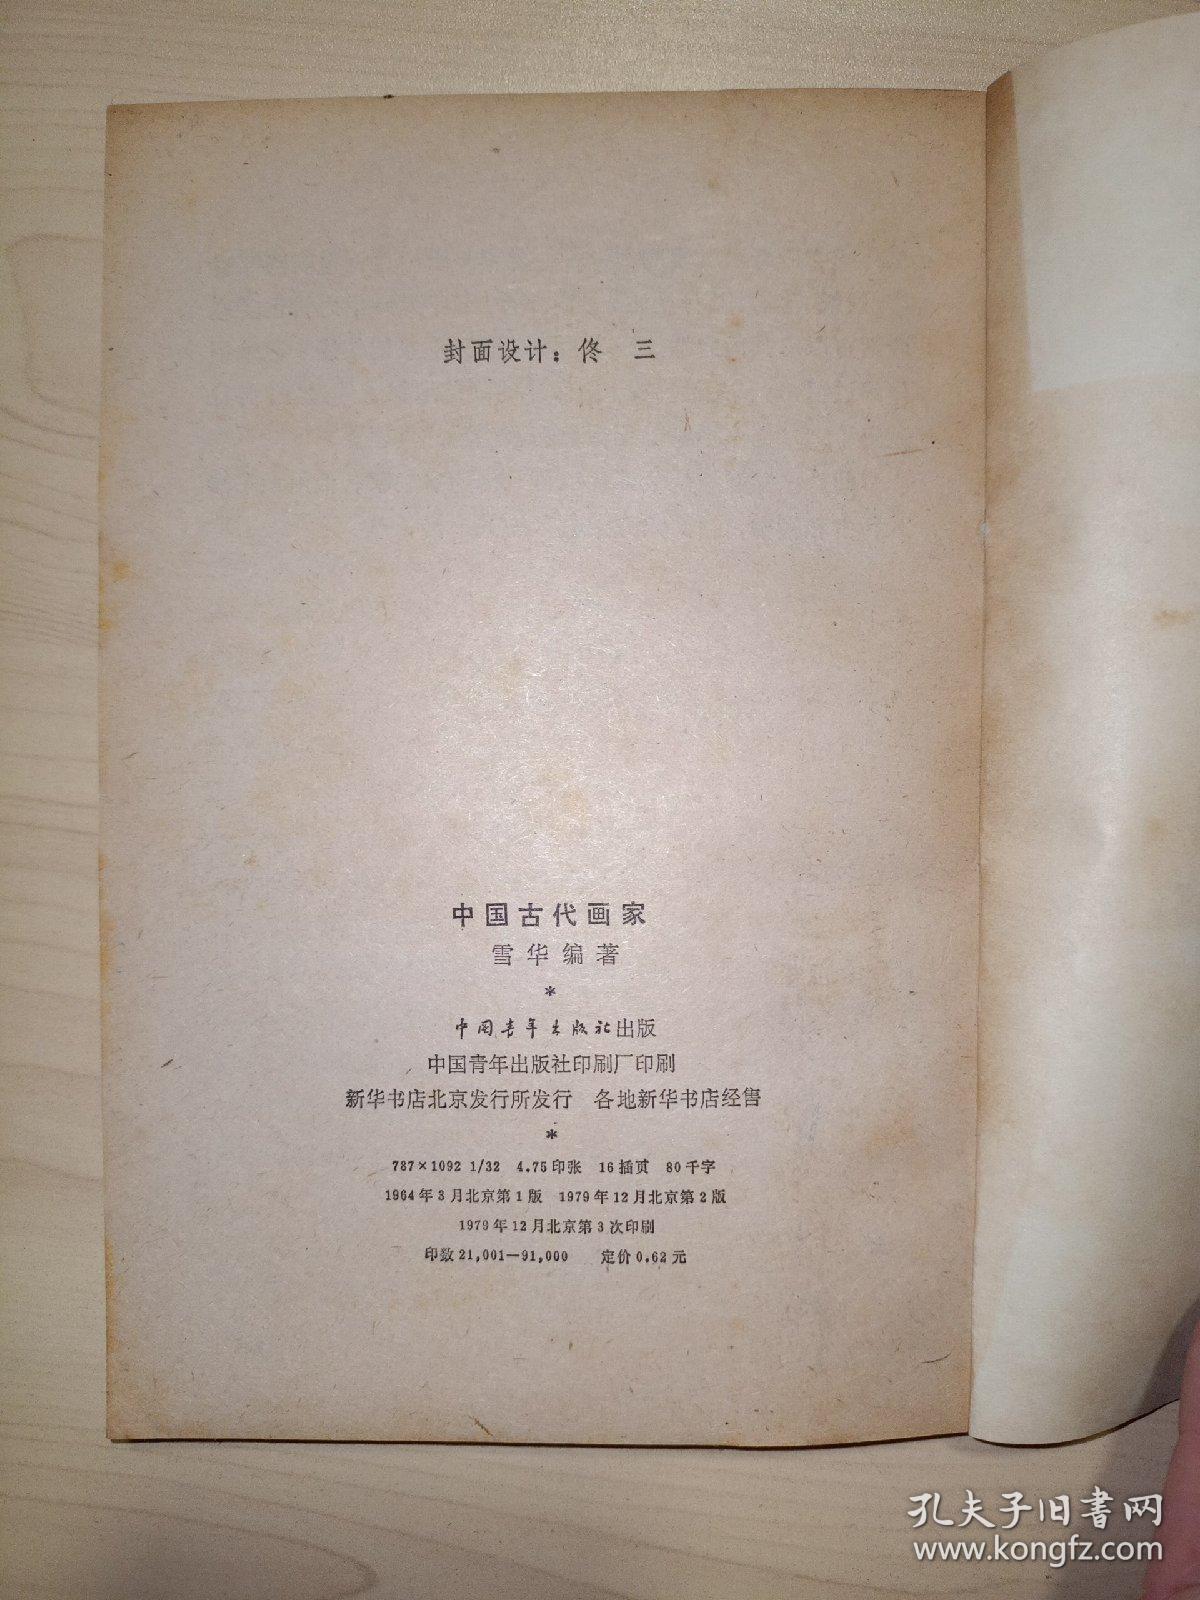 封面设计：佟 三
中国古代画家
雪华编著
*
中国青年出版社出版
中国青年出版社印刷厂印刷
新华书店北京发行所发行 各地新华书店经售
*
787×1092 1/32 4.75印张 16插页 80千字
1964年3月北京第1版 1979年12月北京第2版
1979年12月北京第3次印刷
印数21,001—91,000 定价0.62元
孔夫子旧书网
www.kongfz.com